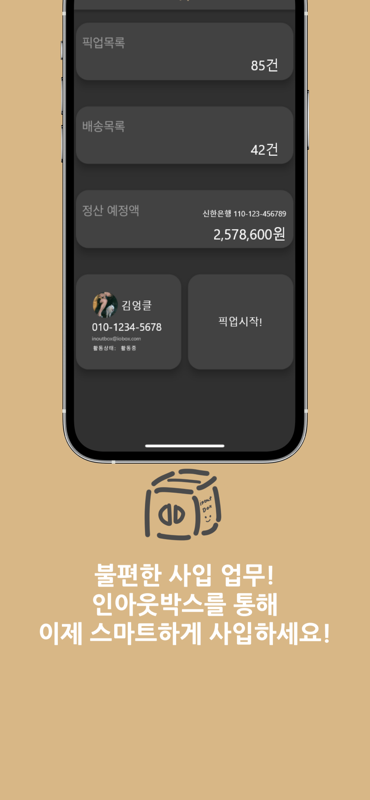 픽업목록
85건
배송목록
42건
정산 예정액
신한은행 110-123-456789
2,578,600원
김엉클
010-1234-5678
inoutbox@iobox.com
활동상태: 활동중
픽업시작!
불편한 사입 업무!
인아웃박스를 통해
이제 스마트하게 사입하세요!